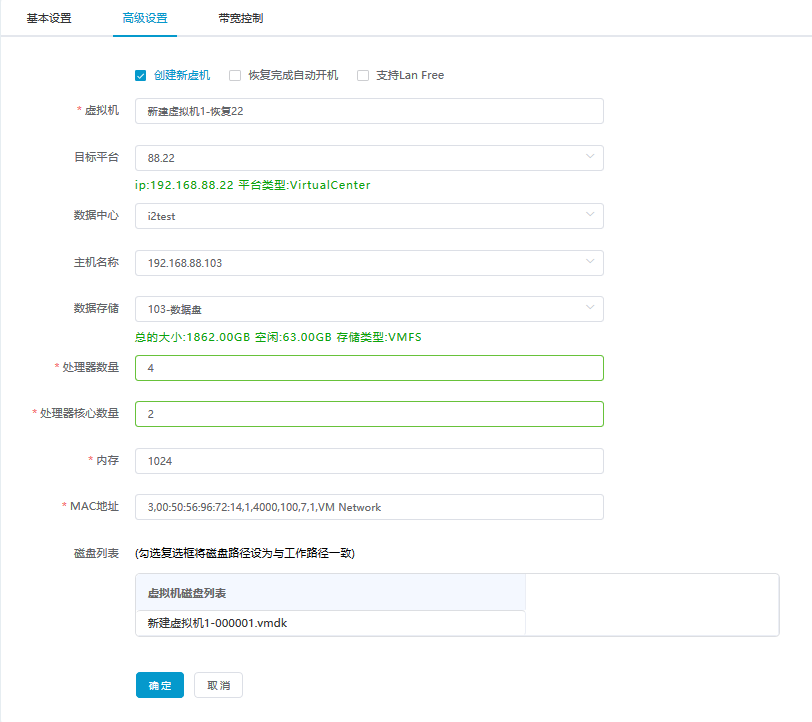 基本设置 高级设置 带宽控制
创建新虚机 恢复完成自动开机 支持Lan Free
* 虚拟机 新建虚拟机1-恢复22
目标平台 88.22
ip:192.168.88.22 平台类型:VirtualCenter
数据中心 i2test
主机名称 192.168.88.103
数据存储 103-数据盘
总的大小:1862.00GB 空闲:63.00GB 存储类型:VMFS
* 处理器数量 4
* 处理器核心数量 2
* 内存 1024
* MAC地址 3,00:50:56:96:72:14,1,4000,100,7,1,VM Network
磁盘列表 (勾选复选框将磁盘路径设为与工作路径一致)
虚拟机磁盘列表
新建虚拟机1-000001.vmdk
确定 取消